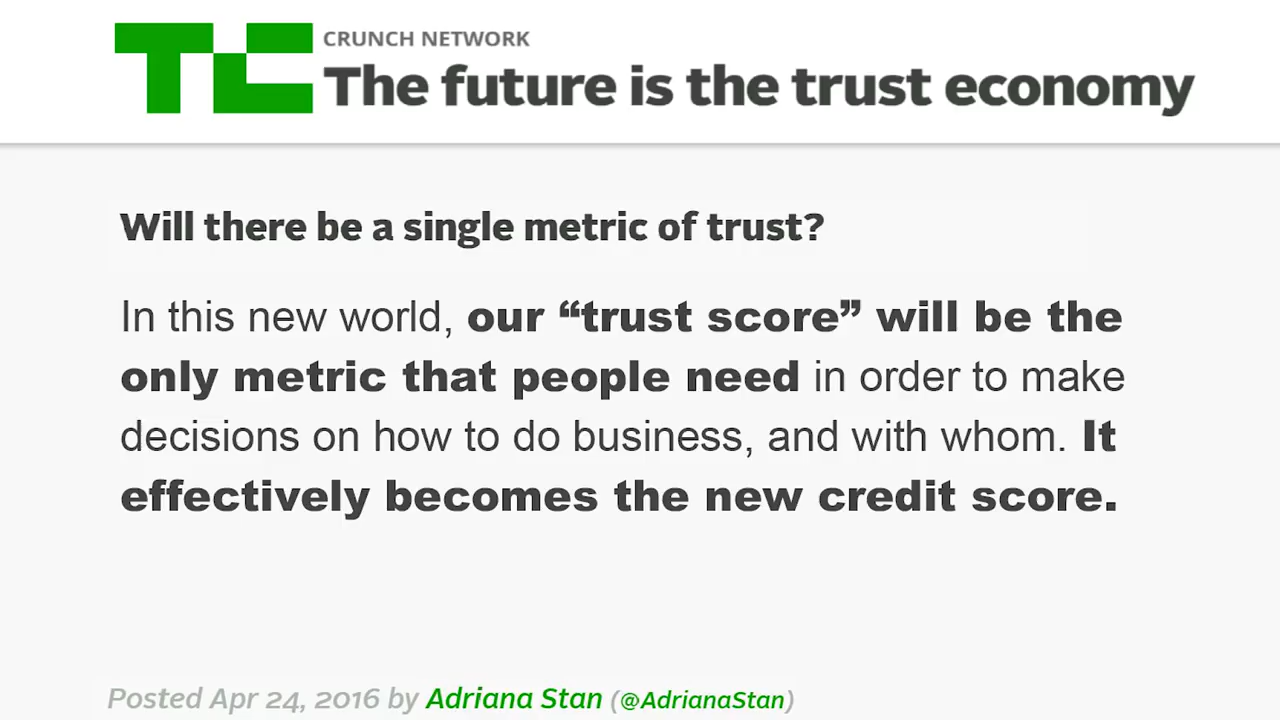 TC
CRUNCH NETWORK
The future is the trust economy
Will there be a single metric of trust?
In this new world, our “trust score” will be the
only metric that people need in order to make
decisions on how to do business, and with whom. It
effectively becomes the new credit score.
Posted Apr 24, 2016 by Adriana Stan (@AdrianaStan)